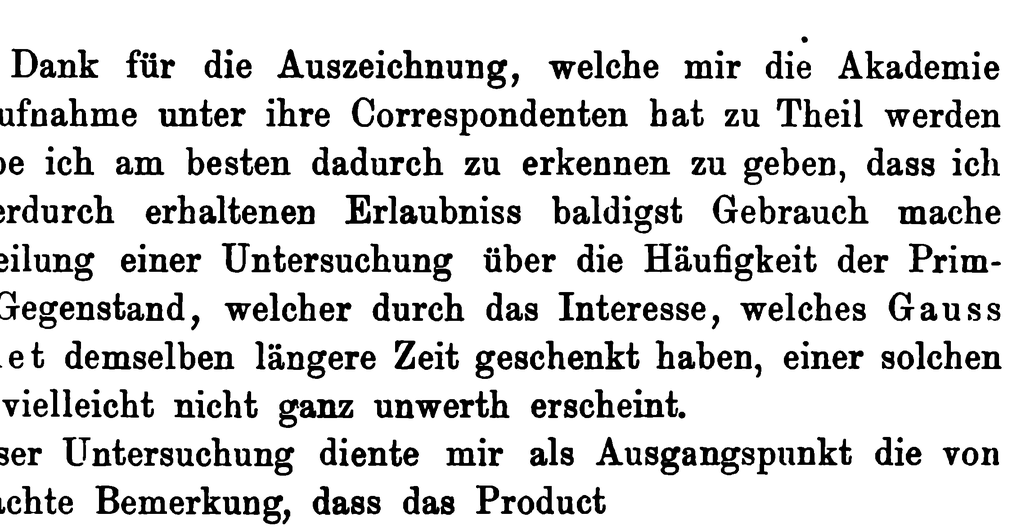 Dank für die Auszeichnung, welche mir die Akademie
ufnahme unter ihre Correspondenten hat zu Theil werden
be ich am besten dadurch zu erkennen zu geben, dass ich
erdurch erhaltenen Erlaubniss baldigst Gebrauch mache
eilung einer Untersuchung über die Häufigkeit der Prim-
Gegenstand, welcher durch das Interesse, welches Gauss
let demselben längere Zeit geschenkt haben, einer solchen
vielleicht nicht ganz unwerth erscheint.
ser Untersuchung diente mir als Ausgangspunkt die von
achte Bemerkung, dass das Product